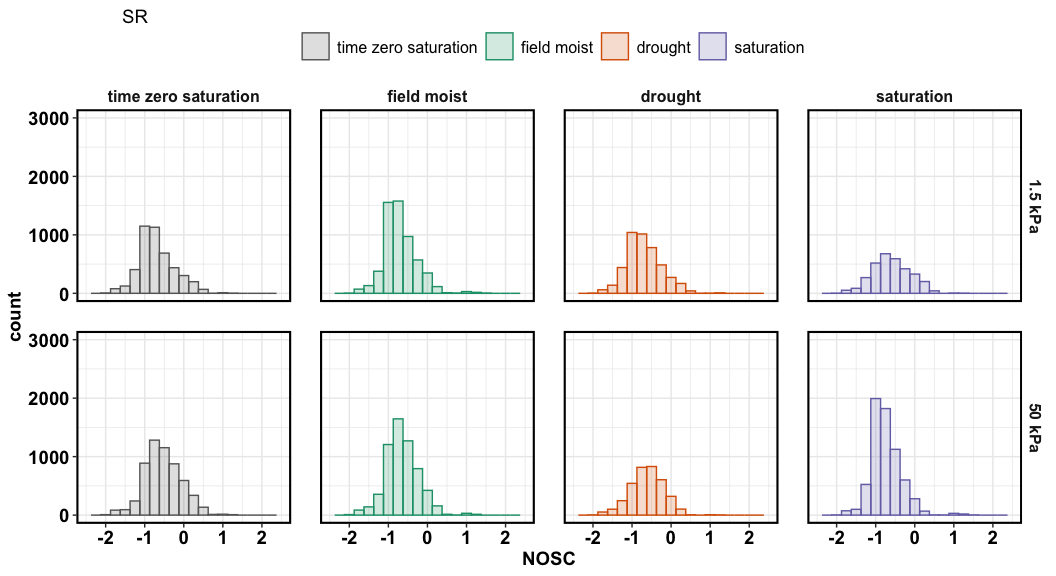 SR
time zero saturation field moist drought saturation
time zero saturation field moist drought saturation
3000
2000
1000
0
1.5 kPa
count
3000
2000
1000
0
50 kPa
-2 -1 0 1 2 -2 -1 0 1 2 -2 -1 0 1 2 -2 -1 0 1 2
NOSC